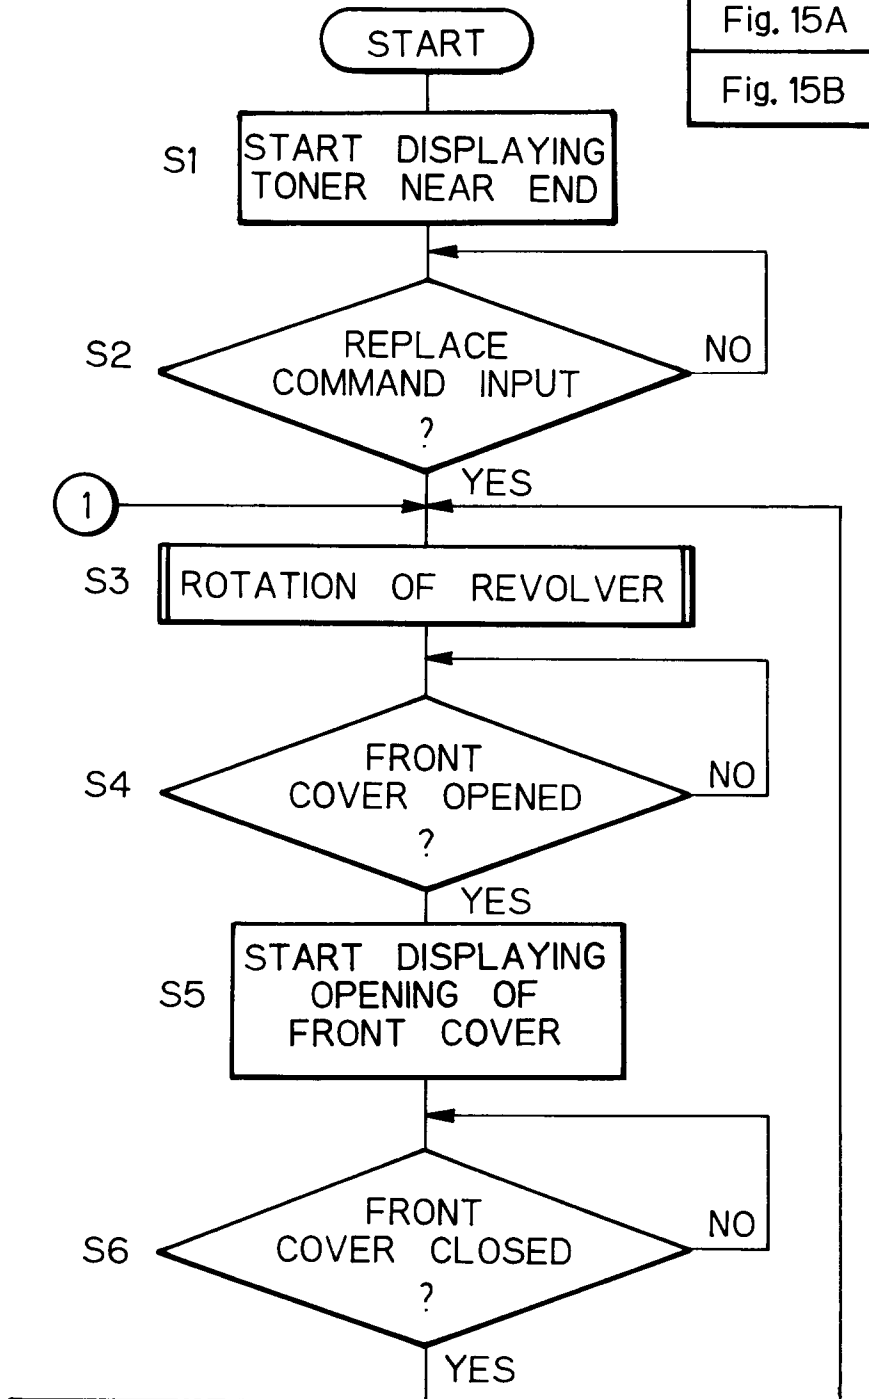 Fig. 15A
Fig. 15B
START
S1
START DISPLAYING
TONER NEAR END
S2
REPLACE
COMMAND INPUT
?
NO
YES
1
S3
ROTATION OF REVOLVER
S4
FRONT
COVER OPENED
?
NO
YES
S5
START DISPLAYING
OPENING OF
FRONT COVER
S6
FRONT
COVER CLOSED
?
NO
YES